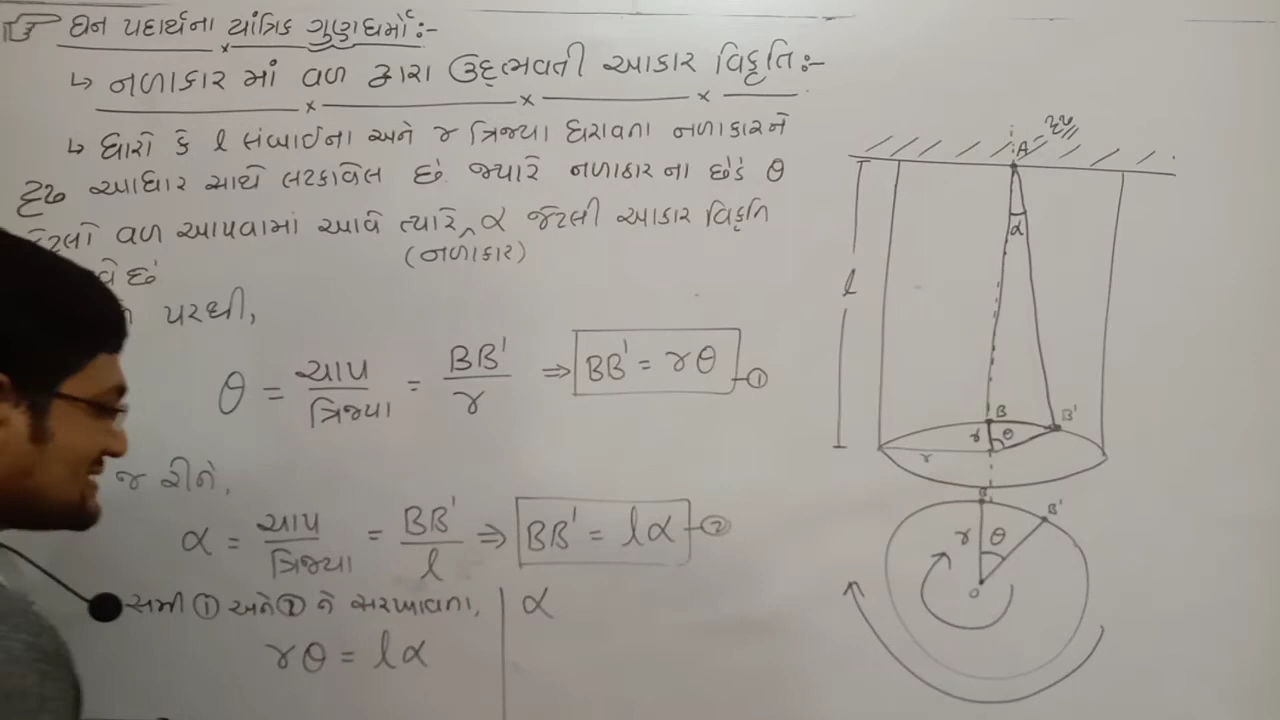 ઘન પદાર્થના યાંત્રિક ગુણધર્મો:-
↳ નળાકાર માં વળ દ્વારા ઉદ્ભવતી આકાર વિકૃતિ:-
↳ ધારો કે l લંબાઈના અને r ત્રિજ્યા ધરાવતા નળાકારને
દૃઢ આધાર સાથે લટકાવેલ છે જ્યારે નળાકાર ના છેડે θ
જેટલો વળ આપવામાં આવે ત્યારે α જેટલી આકાર વિકૃતિ
(નળાકાર)
છે
પરથી,
θ = ચાપ / ત્રિજ્યા = BB' / r ⇒ BB' = rθ - ①
જ રીતે,
α = ચાપ / ત્રિજ્યા = BB' / l ⇒ BB' = lα - ②
સમી ① અને ② ને સરખાવતા,
rθ = lα
α
A દૃઢ
α
l
B B'
r θ
r
B B'
r θ
O